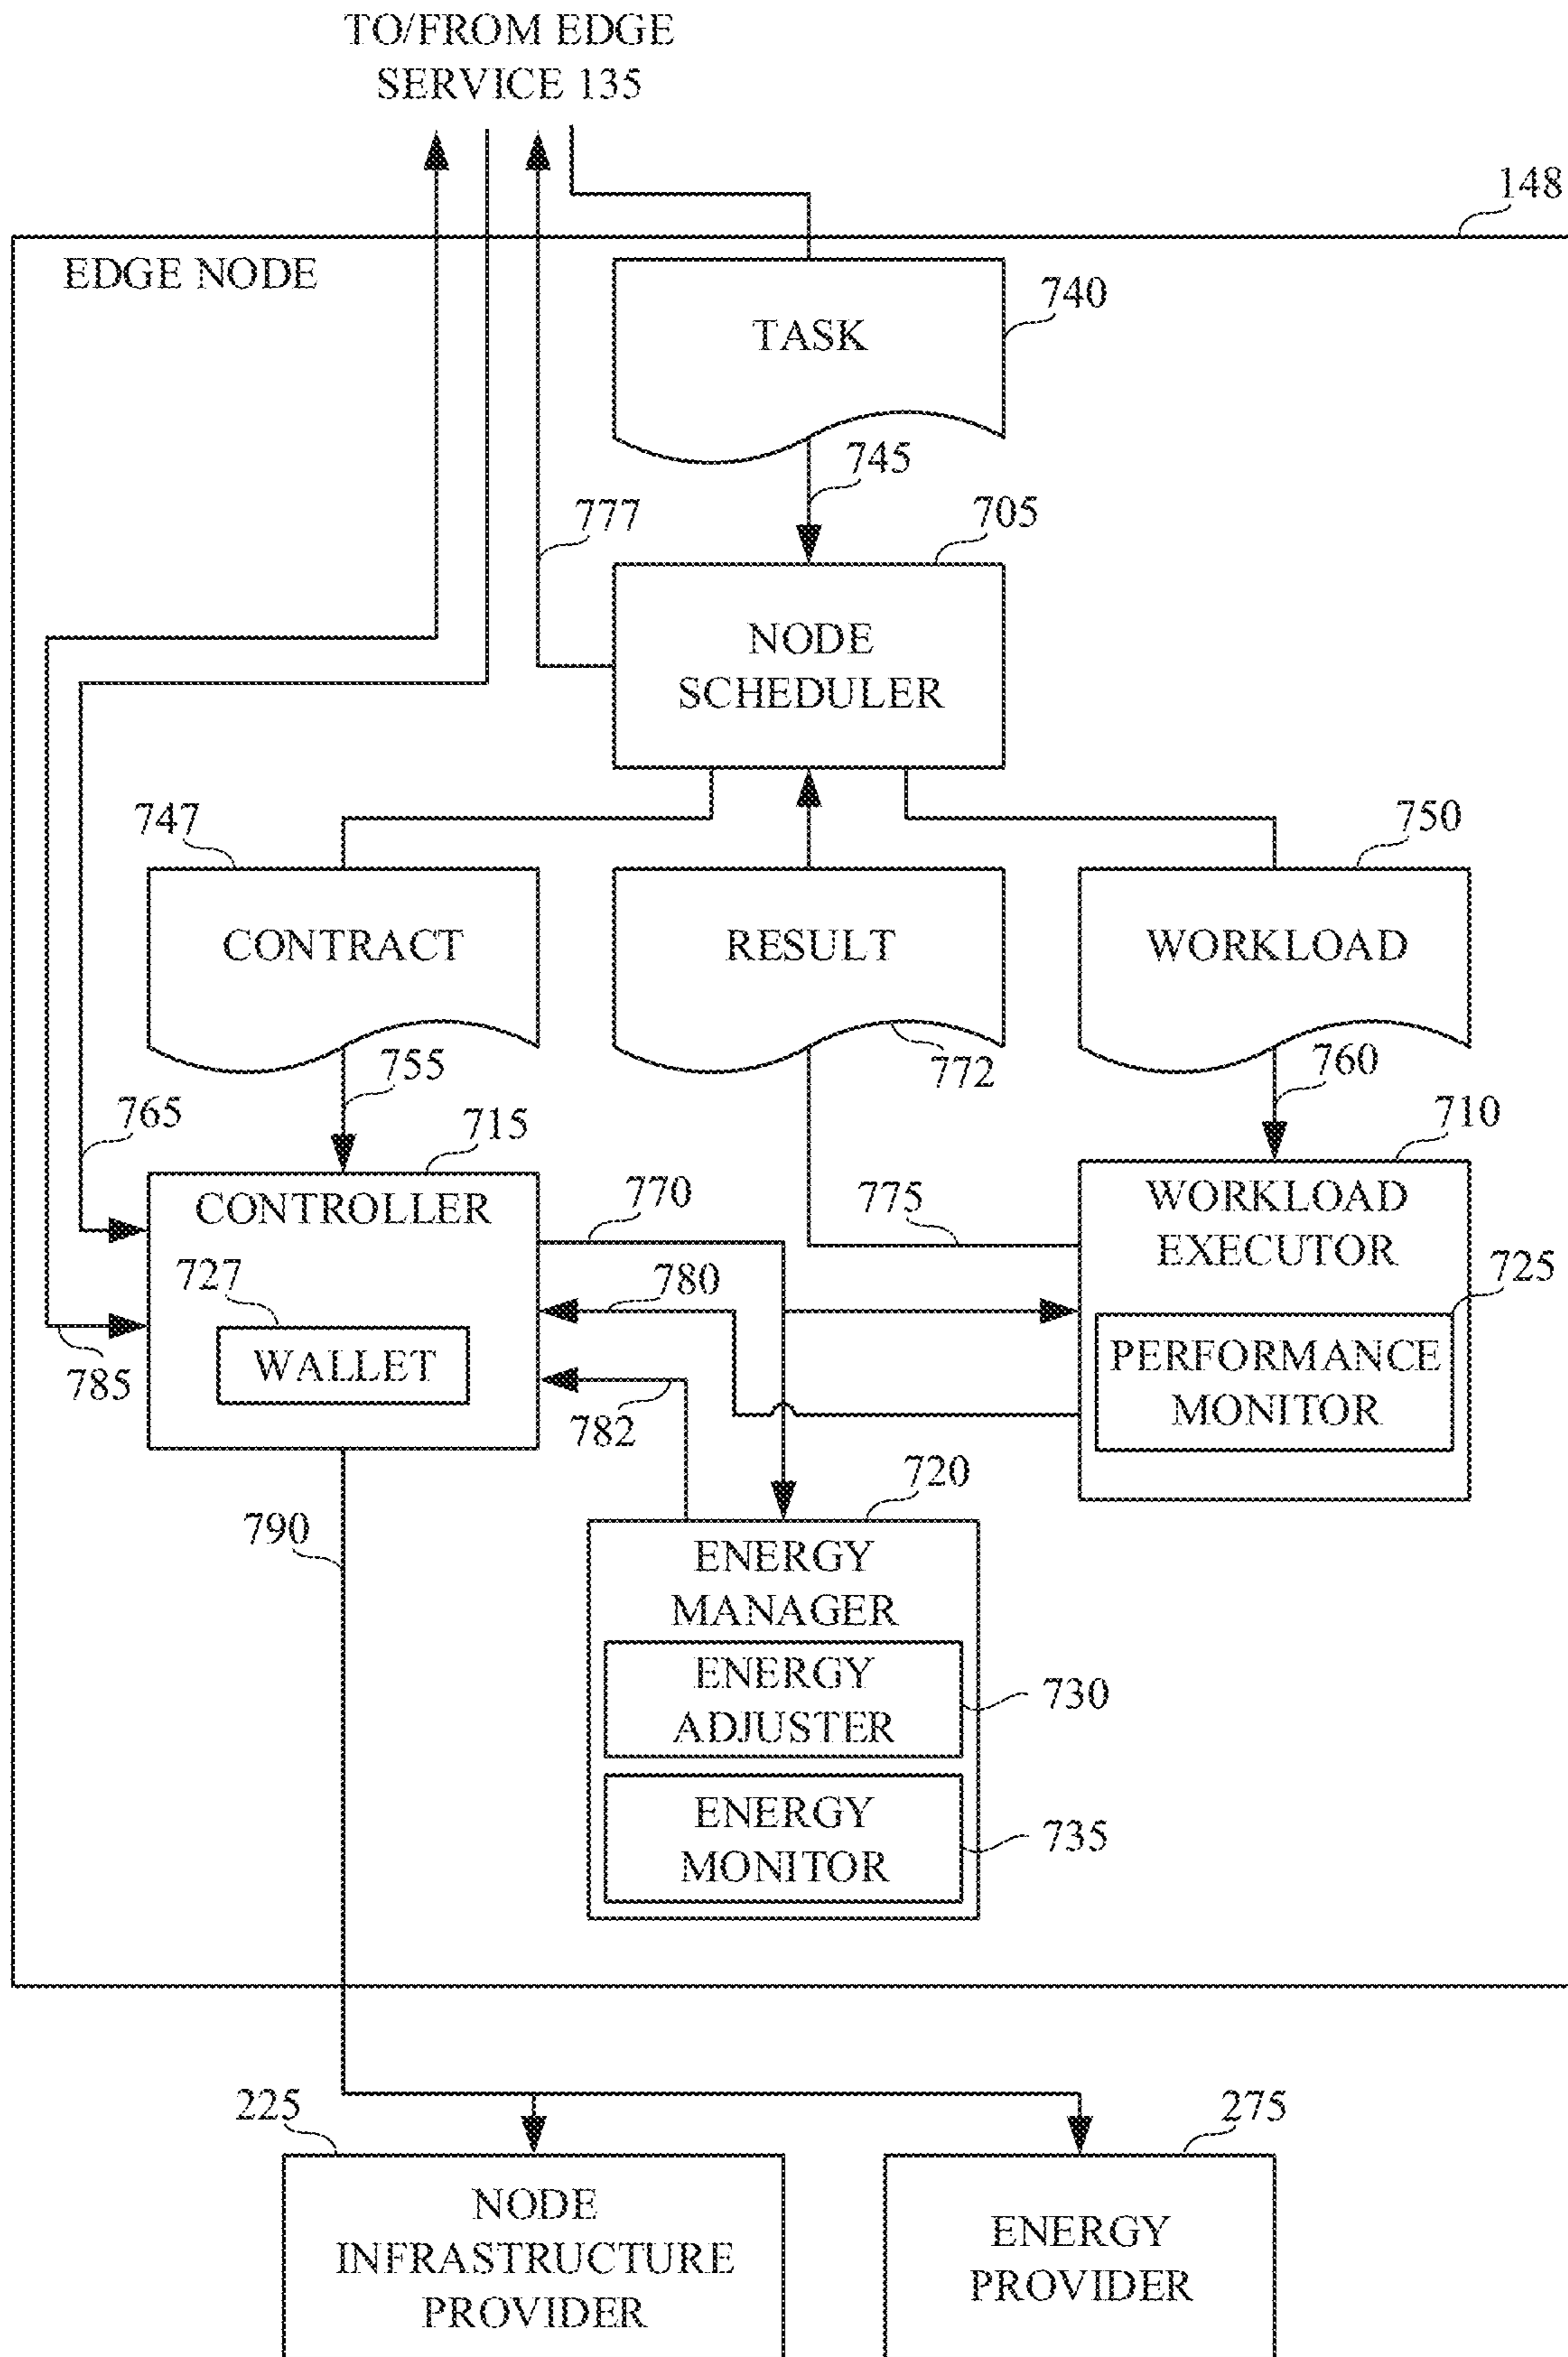 TO/FROM EDGE
SERVICE 135
148
EDGE NODE
740
TASK
745
777
705
NODE
SCHEDULER
747
750
CONTRACT
RESULT
WORKLOAD
755
772
760
765
715
710
CONTROLLER
770
775
WORKLOAD
EXECUTOR
727
780
725
WALLET
PERFORMANCE
MONITOR
785
782
720
790
ENERGY
MANAGER
ENERGY
ADJUSTER
730
ENERGY
MONITOR
735
225
275
NODE
INFRASTRUCTURE
PROVIDER
ENERGY
PROVIDER